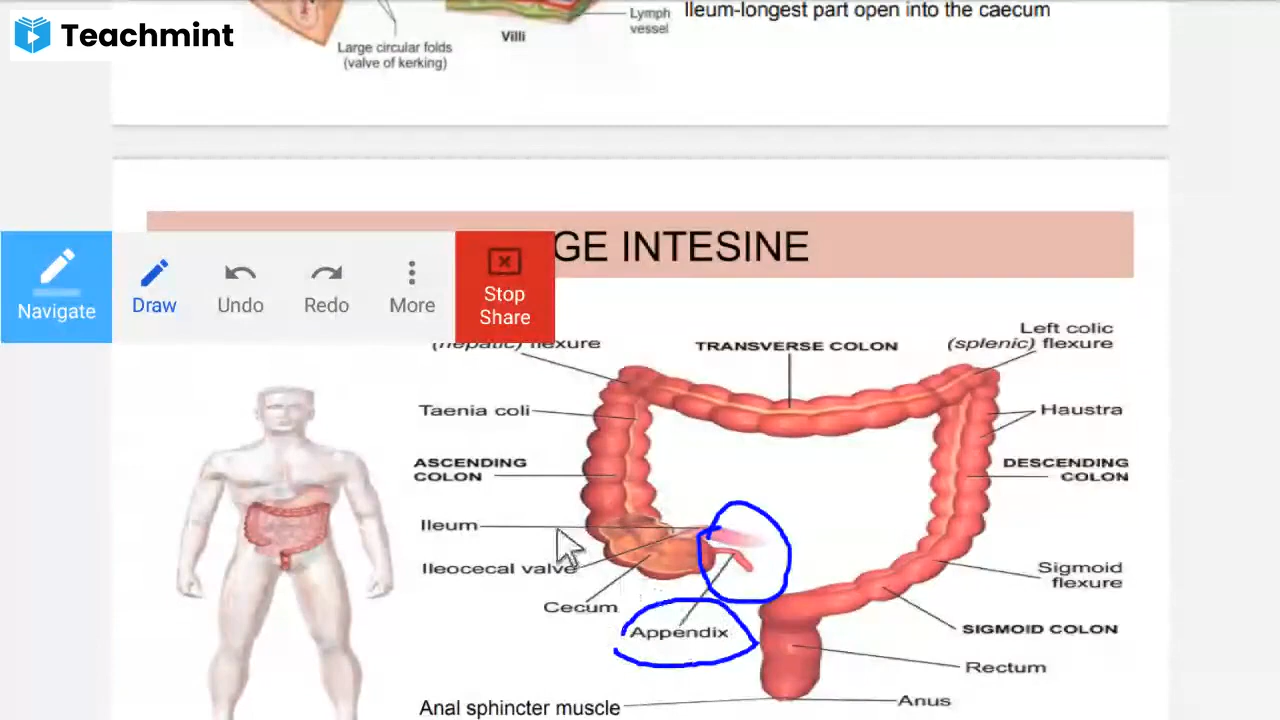 Teachmint
Lymph
vessel
Villi
Large circular folds
(valve of kerking)
Ileum-longest part open into the caecum
GE INTESINE
Navigate
Draw
Undo
Redo
More
Stop
Share
(hepatic) flexure
TRANSVERSE COLON
Left colic
(splenic) flexure
Taenia coli
Haustra
ASCENDING
COLON
DESCENDING
COLON
Ileum
Ileocecal valve
Sigmoid
flexure
Cecum
Appendix
SIGMOID COLON
Rectum
Anal sphincter muscle
Anus